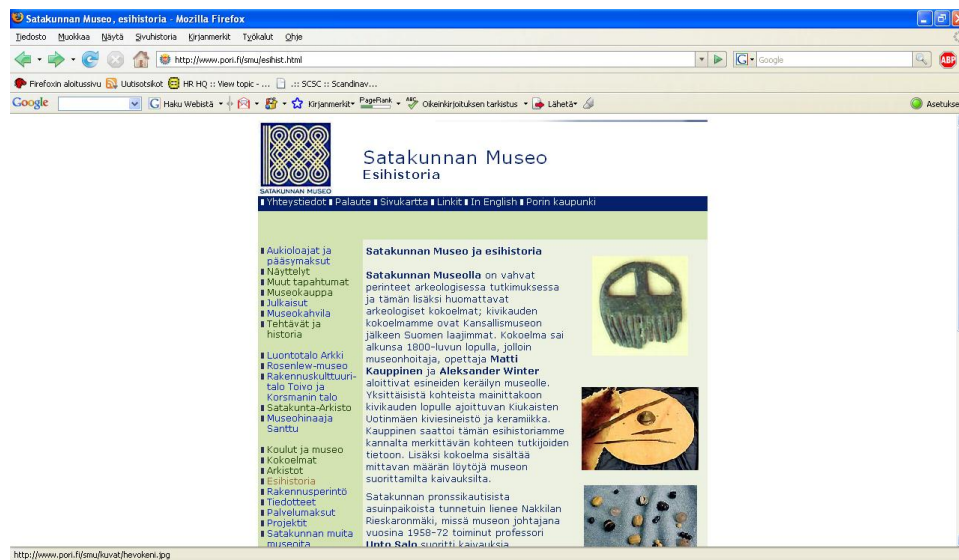 Satakunnan Museo, esihistoria - Mozilla Firefox
Tiedosto Muokkaa Näytä Sivuhistoria Kirjanmerkit Työkalut Ohje
http://www.pori.fi/smu/esihist.html
Google
ABP
Firefoxin aloitussivu Uutisotsikot HR HQ :: View topic - ... .:: SCSC :: Scandinav...
Google Haku Webistä Kirjanmerkit PageRank Oikeinkirjoituksen tarkistus Lähetä Asetukse
SATAKUNNAN MUSEO
Satakunnan Museo
Esihistoria
Yhteystiedot Palaute Sivukartta Linkit In English Porin kaupunki
Aukioloajat ja
pääsymaksut
Näyttelyt
Muut tapahtumat
Museokauppa
Julkaisut
Museokahvila
Tehtävät ja
historia
Luontotalo Arkki
Rosenlew-museo
Rakennuskulttuuri-
talo Toivo ja
Korsmanin talo
Satakunta-Arkisto
Museohinaaja
Santtu
Koulut ja museo
Kokoelmat
Arkistot
Esihistoria
Rakennusperintö
Tiedotteet
Palvelumaksut
Projektit
Satakunnan muita
museoita
Satakunnan Museo ja esihistoria
Satakunnan Museolla on vahvat
perinteet arkeologisessa tutkimuksessa
ja tämän lisäksi huomattavat
arkeologiset kokoelmat; kivikauden
kokoelmamme ovat Kansallismuseon
jälkeen Suomen laajimmat. Kokoelma sai
alkunsa 1800-luvun lopulla, jolloin
museonhoitaja, opettaja Matti
Kauppinen ja Aleksander Winter
aloittivat esineiden keräilyn museolle.
Yksittäisistä kohteista mainittakoon
kivikauden lopulle ajoittuvan Kiukaisten
Uotinmäen kiviesineistö ja keramiikka.
Kauppinen saattoi tämän esihistoriamme
kannalta merkittävän kohteen tutkijoiden
tietoon. Lisäksi kokoelma sisältää
mittavan määrän löytöjä museon
suorittamilta kaivauksilta.
Satakunnan pronssikautisista
asuinpaikoista tunnetuin lienee Nakkilan
Rieskaronmäki, missä museon johtajana
vuosina 1958-72 toiminut professori
Unto Salo suoritti kaivauksia
http://www.pori.fi/smu/kuvat/hevokeni.jpg